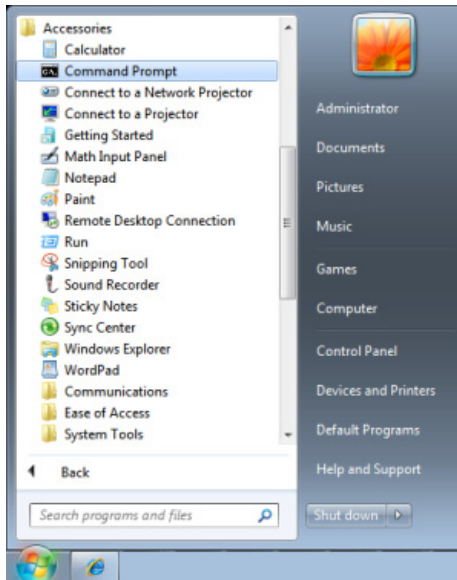 Accessories
Calculator
Command Prompt
Connect to a Network Projector
Connect to a Projector
Getting Started
Math Input Panel
Notepad
Paint
Remote Desktop Connection
Run
Snipping Tool
Sound Recorder
Sticky Notes
Sync Center
Windows Explorer
WordPad
Communications
Ease of Access
System Tools
Back
Search programs and files
Administrator
Documents
Pictures
Music
Games
Computer
Control Panel
Devices and Printers
Default Programs
Help and Support
Shut down